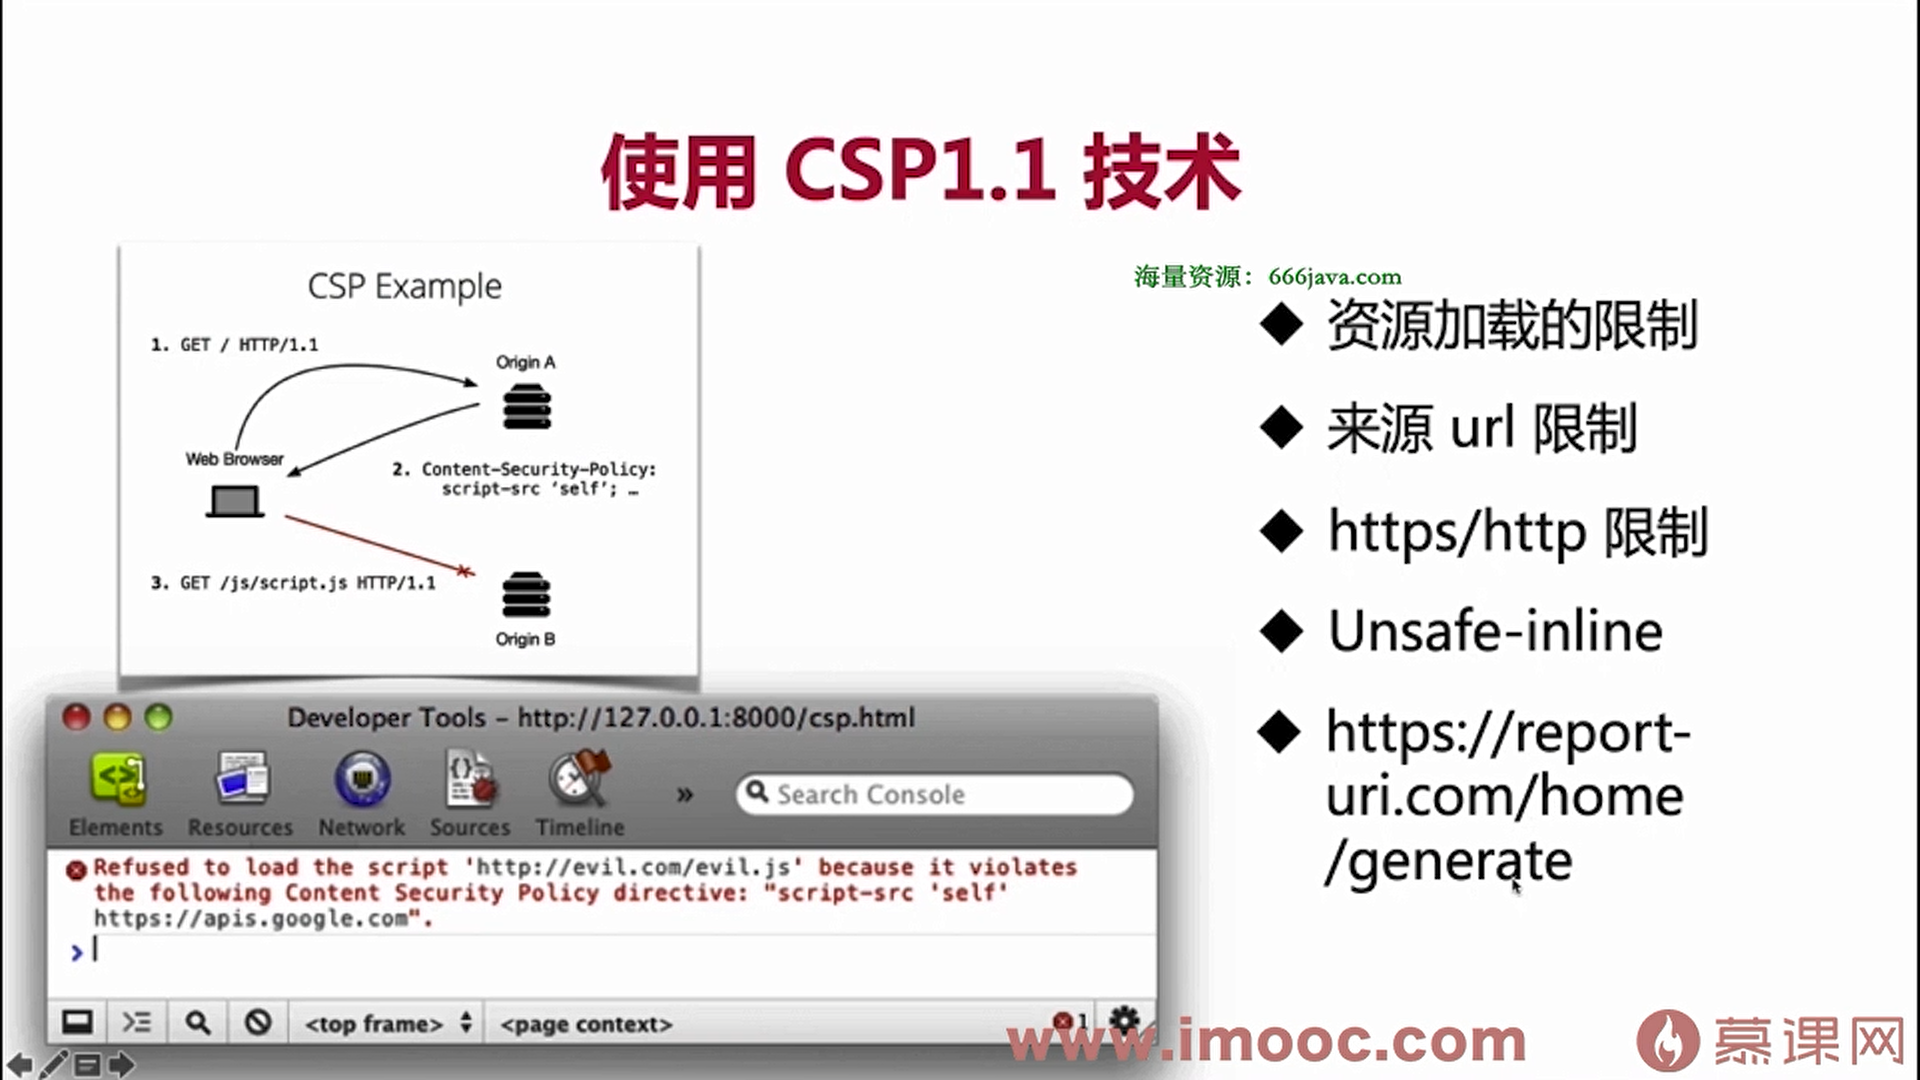 使用 CSP1.1 技术
CSP Example
1. GET / HTTP/1.1
Origin A
Web Browser
2. Content-Security-Policy:
script-src ‘self’; …
3. GET /js/script.js HTTP/1.1
Origin B
海量资源：666java.com
◆ 资源加载的限制
◆ 来源 url 限制
◆ https/http 限制
◆ Unsafe-inline
◆ https://report-
uri.com/home
/generate
Developer Tools – http://127.0.0.1:8000/csp.html
Elements Resources Network Sources Timeline » Search Console
Refused to load the script 'http://evil.com/evil.js' because it violates
the following Content Security Policy directive: "script-src 'self'
https://apis.google.com".
<top frame> <page context> 1
www.imooc.com
慕课网